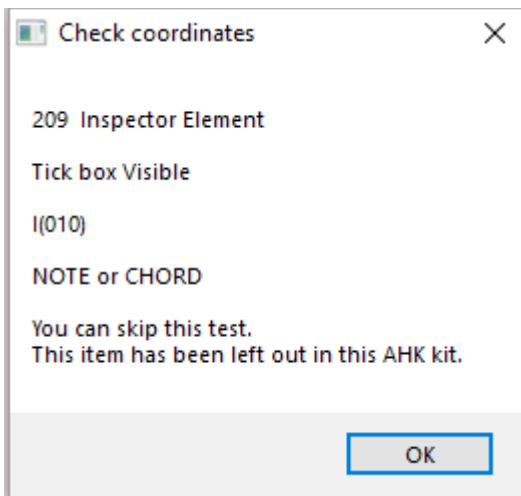 Check coordinates
209  Inspector Element
Tick box Visible
I(010)
NOTE or CHORD
You can skip this test.
This item has been left out in this AHK kit.
OK